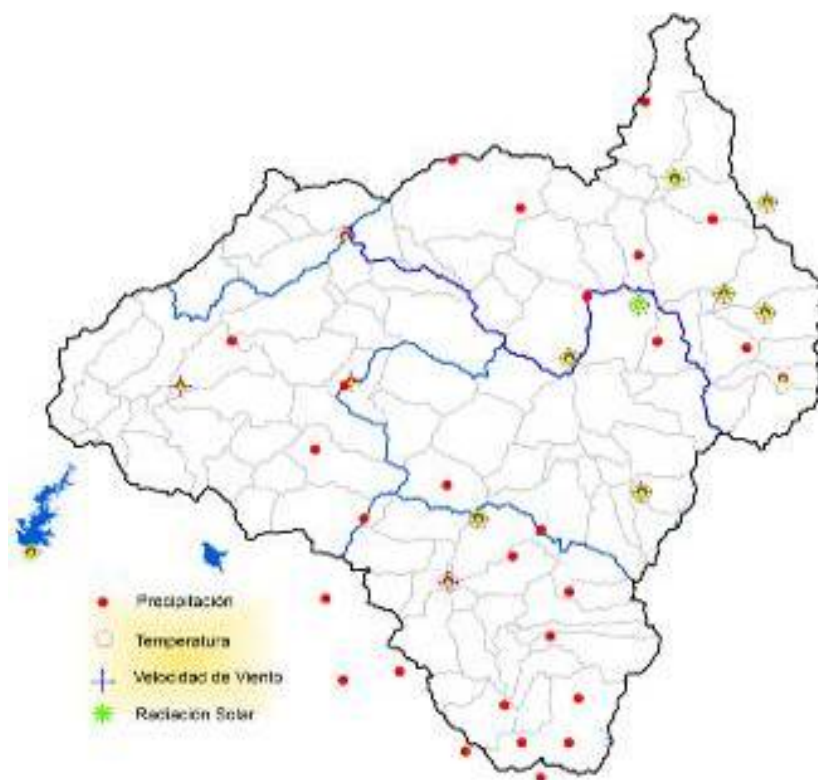 Precipitación
Temperatura
Velocidad de Viento
Radiación Solar